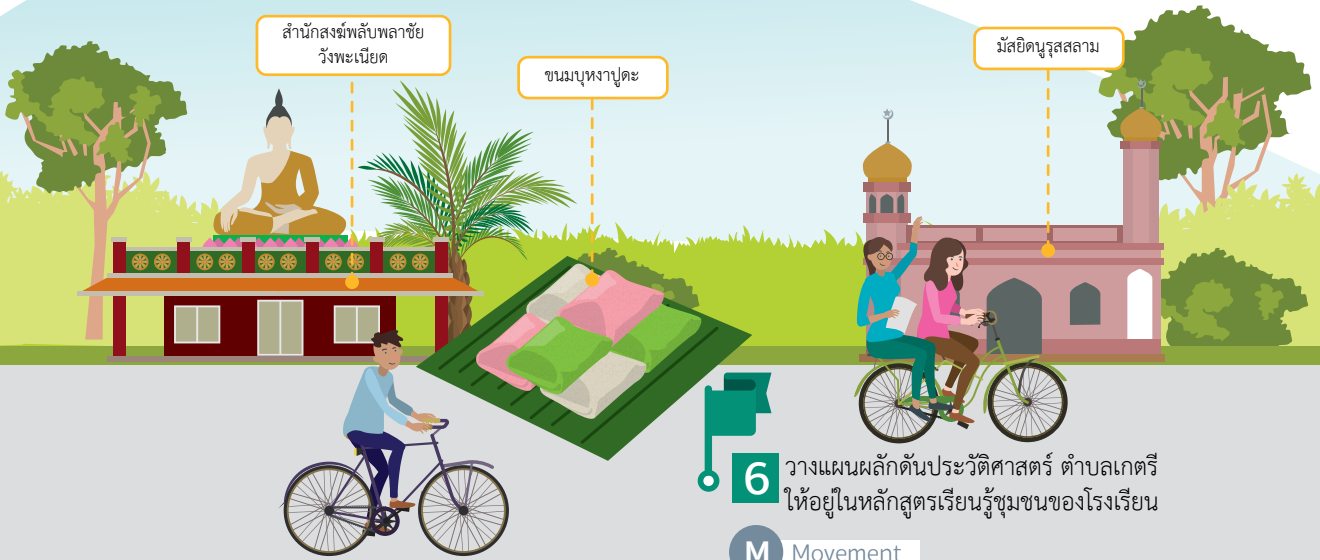 สำนักสงฆ์พลับพลาชัย
วังพะเนียด
ขนมบุหงาปูดะ
มัสยิดนูรุสสลาม
6 วางแผนผลักดันประวัติศาสตร์ ตำบลเกตรี
ให้อยู่ในหลักสูตรเรียนรู้ชุมชนของโรงเรียน
M Movement